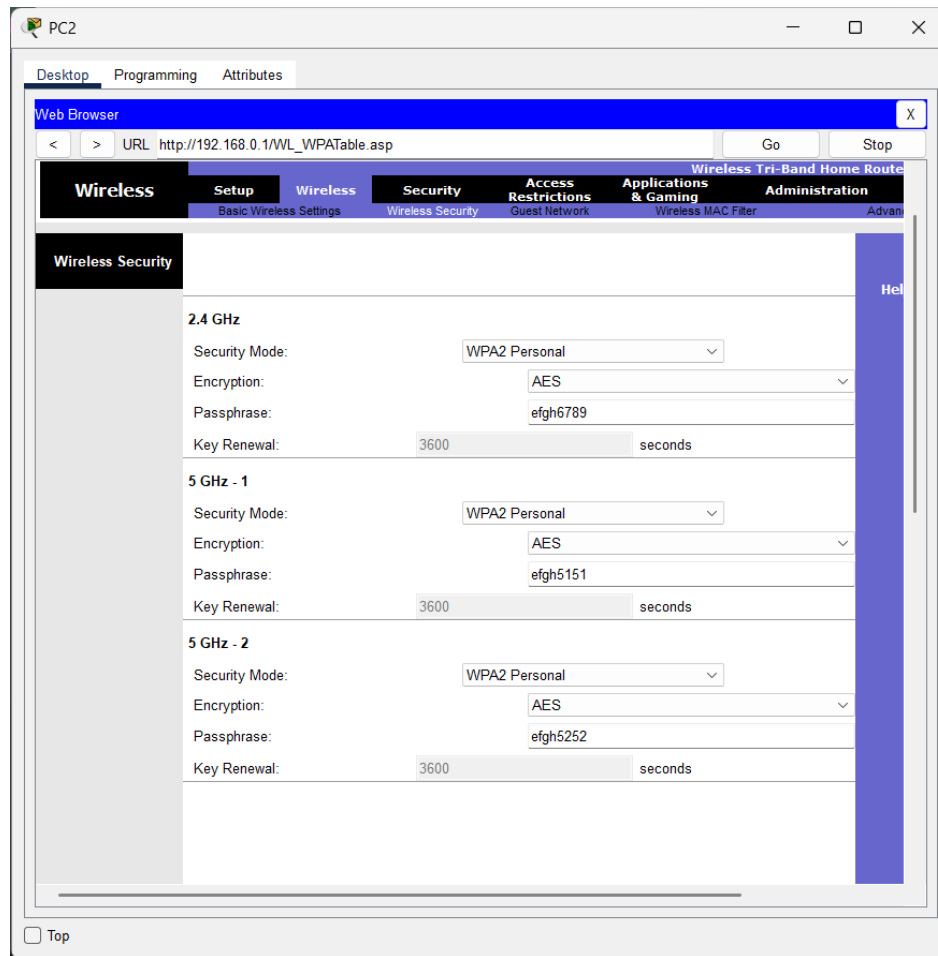 PC2
Desktop Programming Attributes
Web Browser X
< > URL http://192.168.0.1/WL_WPATable.asp Go Stop
Wireless Tri-Band Home Route
Wireless Setup Wireless Security Access Restrictions Applications & Gaming Administration
Basic Wireless Settings Wireless Security Guest Network Wireless MAC Filter Advan
Wireless Security
Hel
2.4 GHz
Security Mode: WPA2 Personal
Encryption: AES
Passphrase: efgh6789
Key Renewal: 3600 seconds
5 GHz - 1
Security Mode: WPA2 Personal
Encryption: AES
Passphrase: efgh5151
Key Renewal: 3600 seconds
5 GHz - 2
Security Mode: WPA2 Personal
Encryption: AES
Passphrase: efgh5252
Key Renewal: 3600 seconds
Top